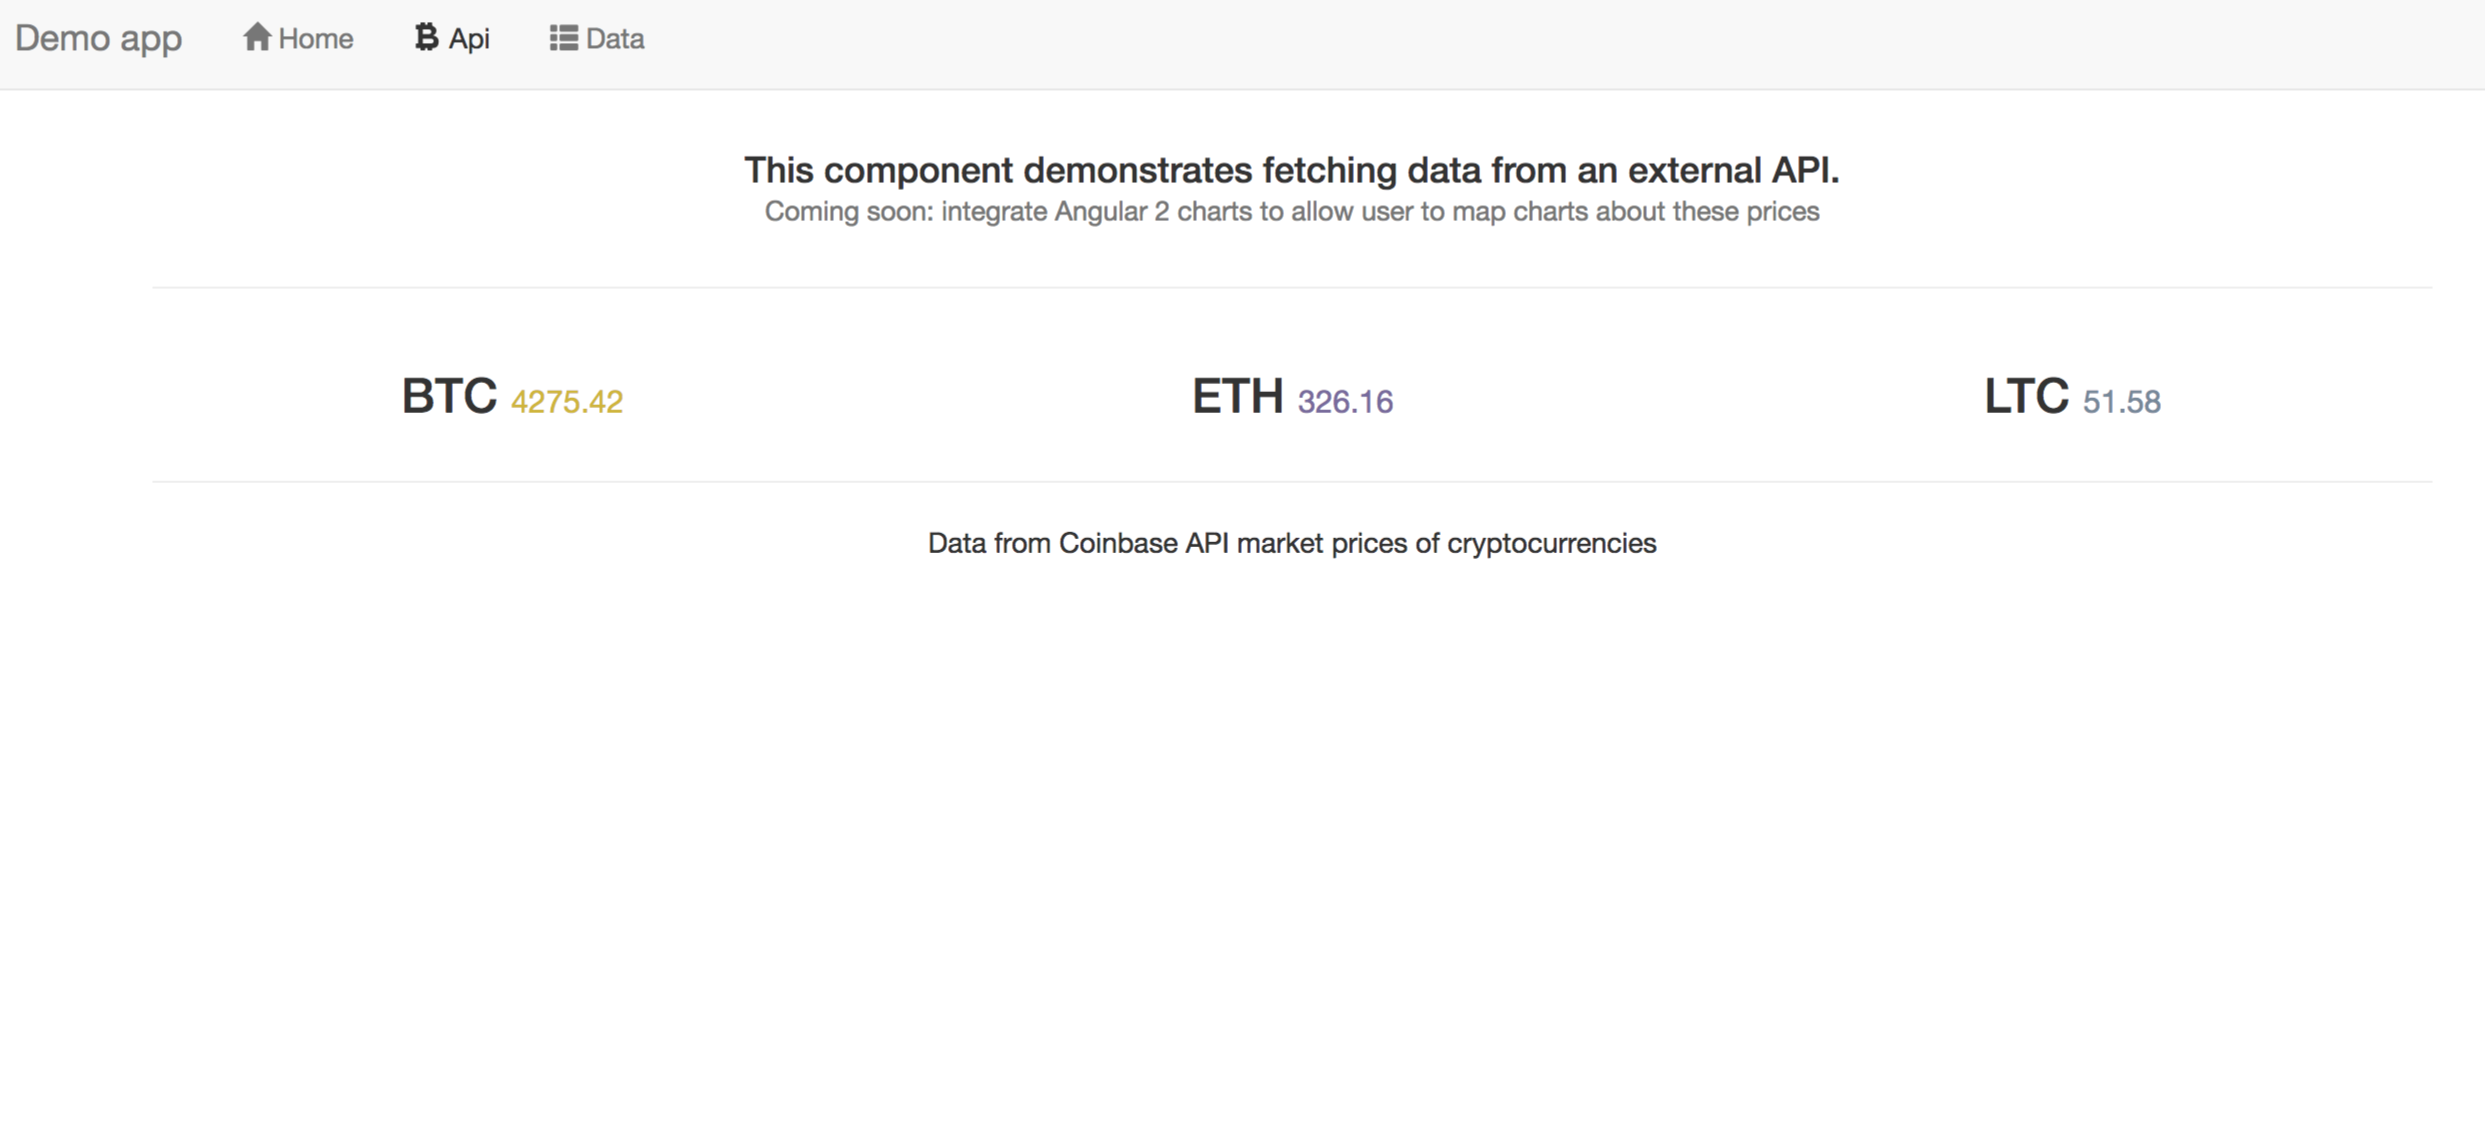 Demo app Home Api Data
This component demonstrates fetching data from an external API.
Coming soon: integrate Angular 2 charts to allow user to map charts about these prices
BTC 4275.42 ETH 326.16 LTC 51.58
Data from Coinbase API market prices of cryptocurrencies